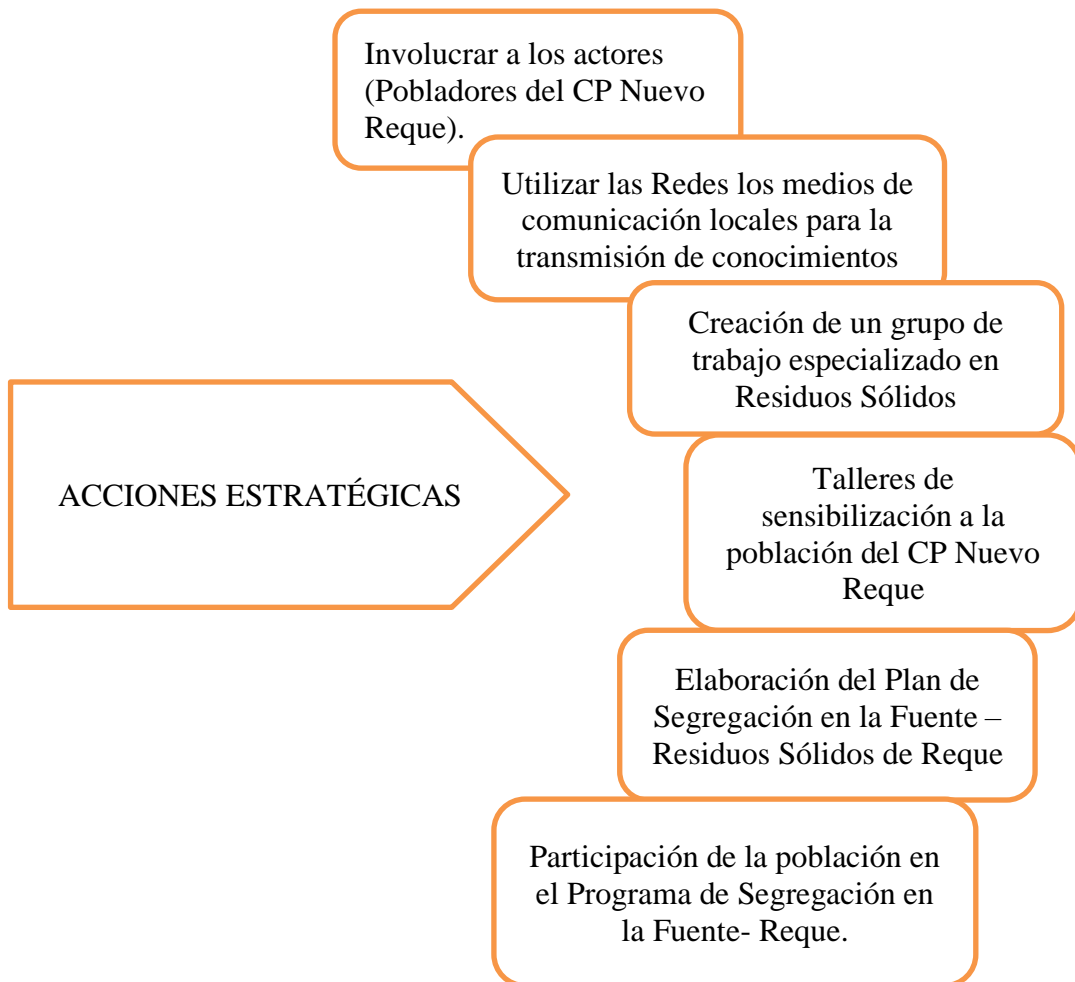 Involucrar a los actores
(Pobladores del CP Nuevo
Reque).
Utilizar las Redes los medios de
comunicación locales para la
transmisión de conocimientos
Creación de un grupo de
trabajo especializado en
Residuos Sólidos
ACCIONES ESTRATÉGICAS
Talleres de
sensibilización a la
población del CP Nuevo
Reque
Elaboración del Plan de
Segregación en la Fuente –
Residuos Sólidos de Reque
Participación de la población en
el Programa de Segregación en
la Fuente- Reque.